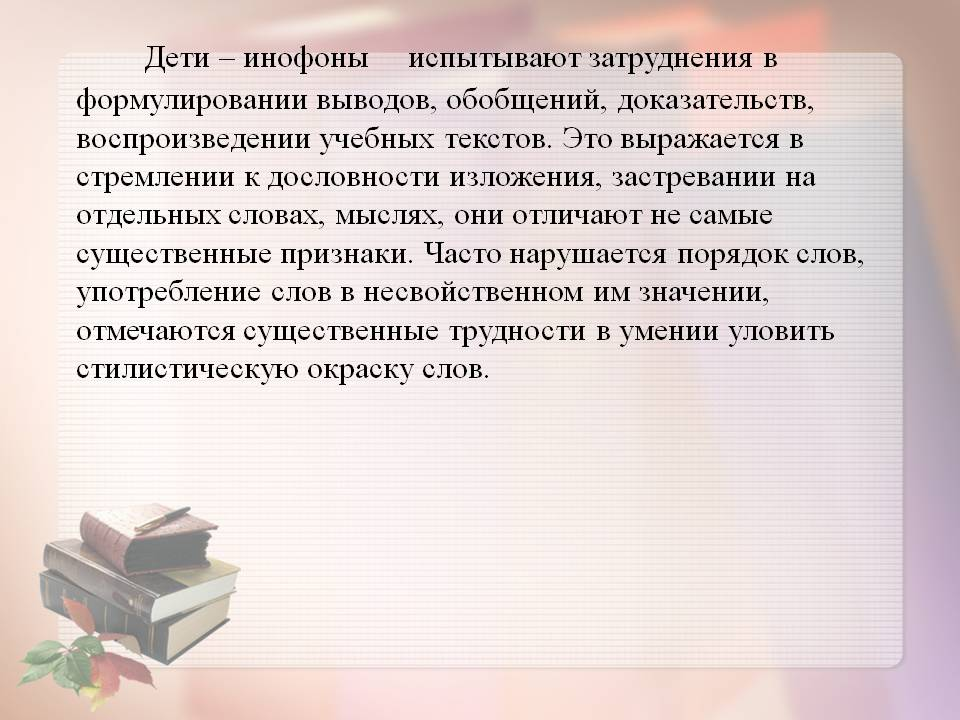 Дети – инофоны испытывают затруднения в
формулировании выводов, обобщений, доказательств,
воспроизведении учебных текстов. Это выражается в
стремлении к дословности изложения, застревании на
отдельных словах, мыслях, они отличают не самые
существенные признаки. Часто нарушается порядок слов,
употребление слов в несвойственном им значении,
отмечаются существенные трудности в умении уловить
стилистическую окраску слов.